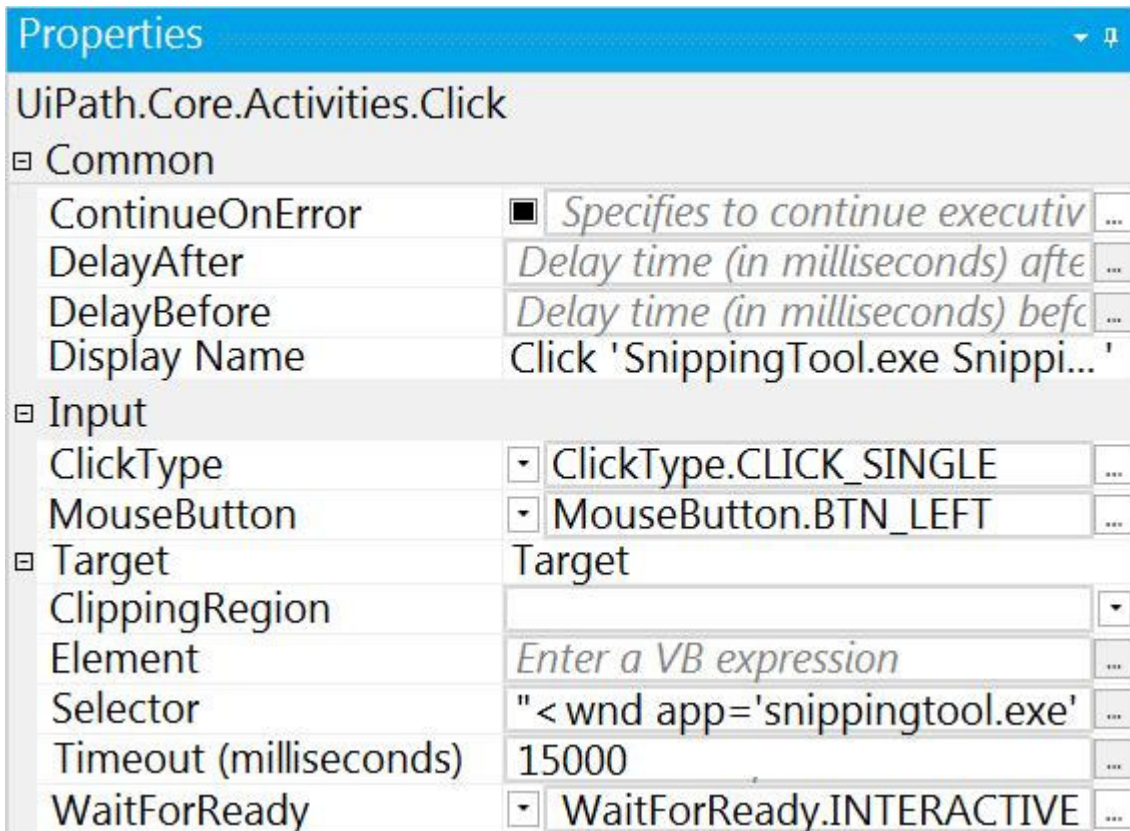 Properties
UiPath.Core.Activities.Click
Common
ContinueOnError Specifies to continue executiv ...
DelayAfter Delay time (in milliseconds) afte ...
DelayBefore Delay time (in milliseconds) befc ...
Display Name Click 'SnippingTool.exe Snippi... '
Input
ClickType ClickType.CLICK_SINGLE ...
MouseButton MouseButton.BTN_LEFT ...
Target Target
ClippingRegion
Element Enter a VB expression ...
Selector "< wnd app='snippingtool.exe' ...
Timeout (milliseconds) 15000 ...
WaitForReady WaitForReady.INTERACTIVE ...